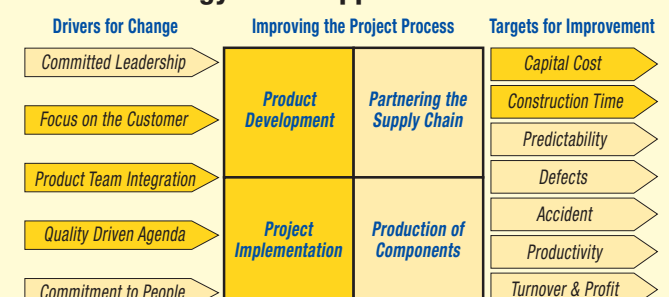 Drivers for Change
Improving the Project Process
Targets for Improvement
Committed Leadership
Focus on the Customer
Product Team Integration
Quality Driven Agenda
Commitment to People
Product
Development
Partnering the
Supply Chain
Project
Implementation
Production of
Components
Capital Cost
Construction Time
Predictability
Defects
Accident
Productivity
Turnover & Profit